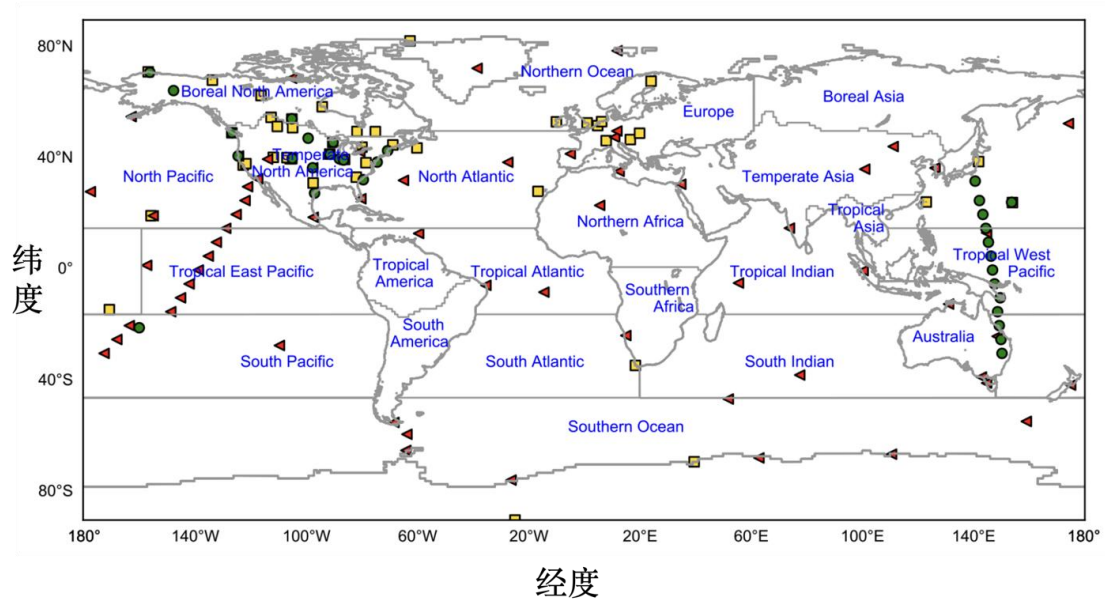 80°N
Northern Ocean
Boreal North America
Boreal Asia
Europe
40°N
Temperate
North America
North Pacific
North Atlantic
Temperate Asia
Northern Africa
Tropical
Asia
纬度
0°
Tropical East Pacific
Tropical
America
Tropical Atlantic
Southern
Africa
Tropical Indian
Tropical West
Pacific
South
America
Australia
40°S
South Pacific
South Atlantic
South Indian
Southern Ocean
80°S
180° 140°W 100°W 60°W 20°W 20°E 60°E 100°E 140°E 180°
经度